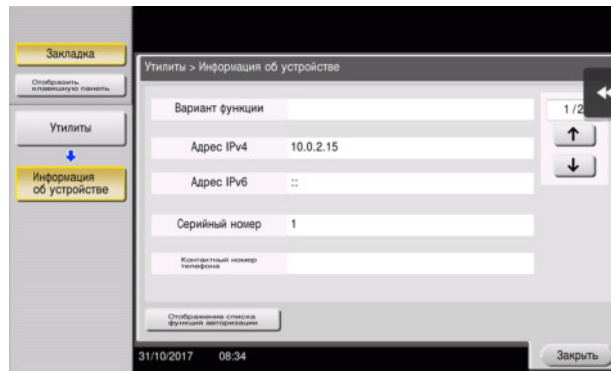 Закладка
Отобразить
клавишную панель
Утилиты
Информация
об устройстве
Утилиты > Информация об устройстве
Вариант функции
1/2
Адрес IPv4 10.0.2.15
Адрес IPv6 ::
Серийный номер 1
Контактный номер
телефона
Отображение списка
функций авторизации
31/10/2017 08:34
Закрыть